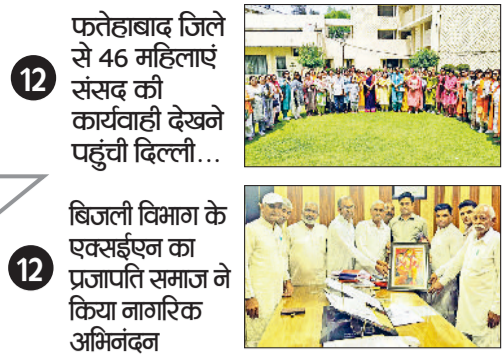 12
फतेहाबाद जिले
से 46 महिलाएं
संसद की
कार्यवाही देखने
पहुंची दिल्ली...
12
बिजली विभाग के
एक्सईएन का
प्रजापति समाज ने
किया नागरिक
अभिनंदन